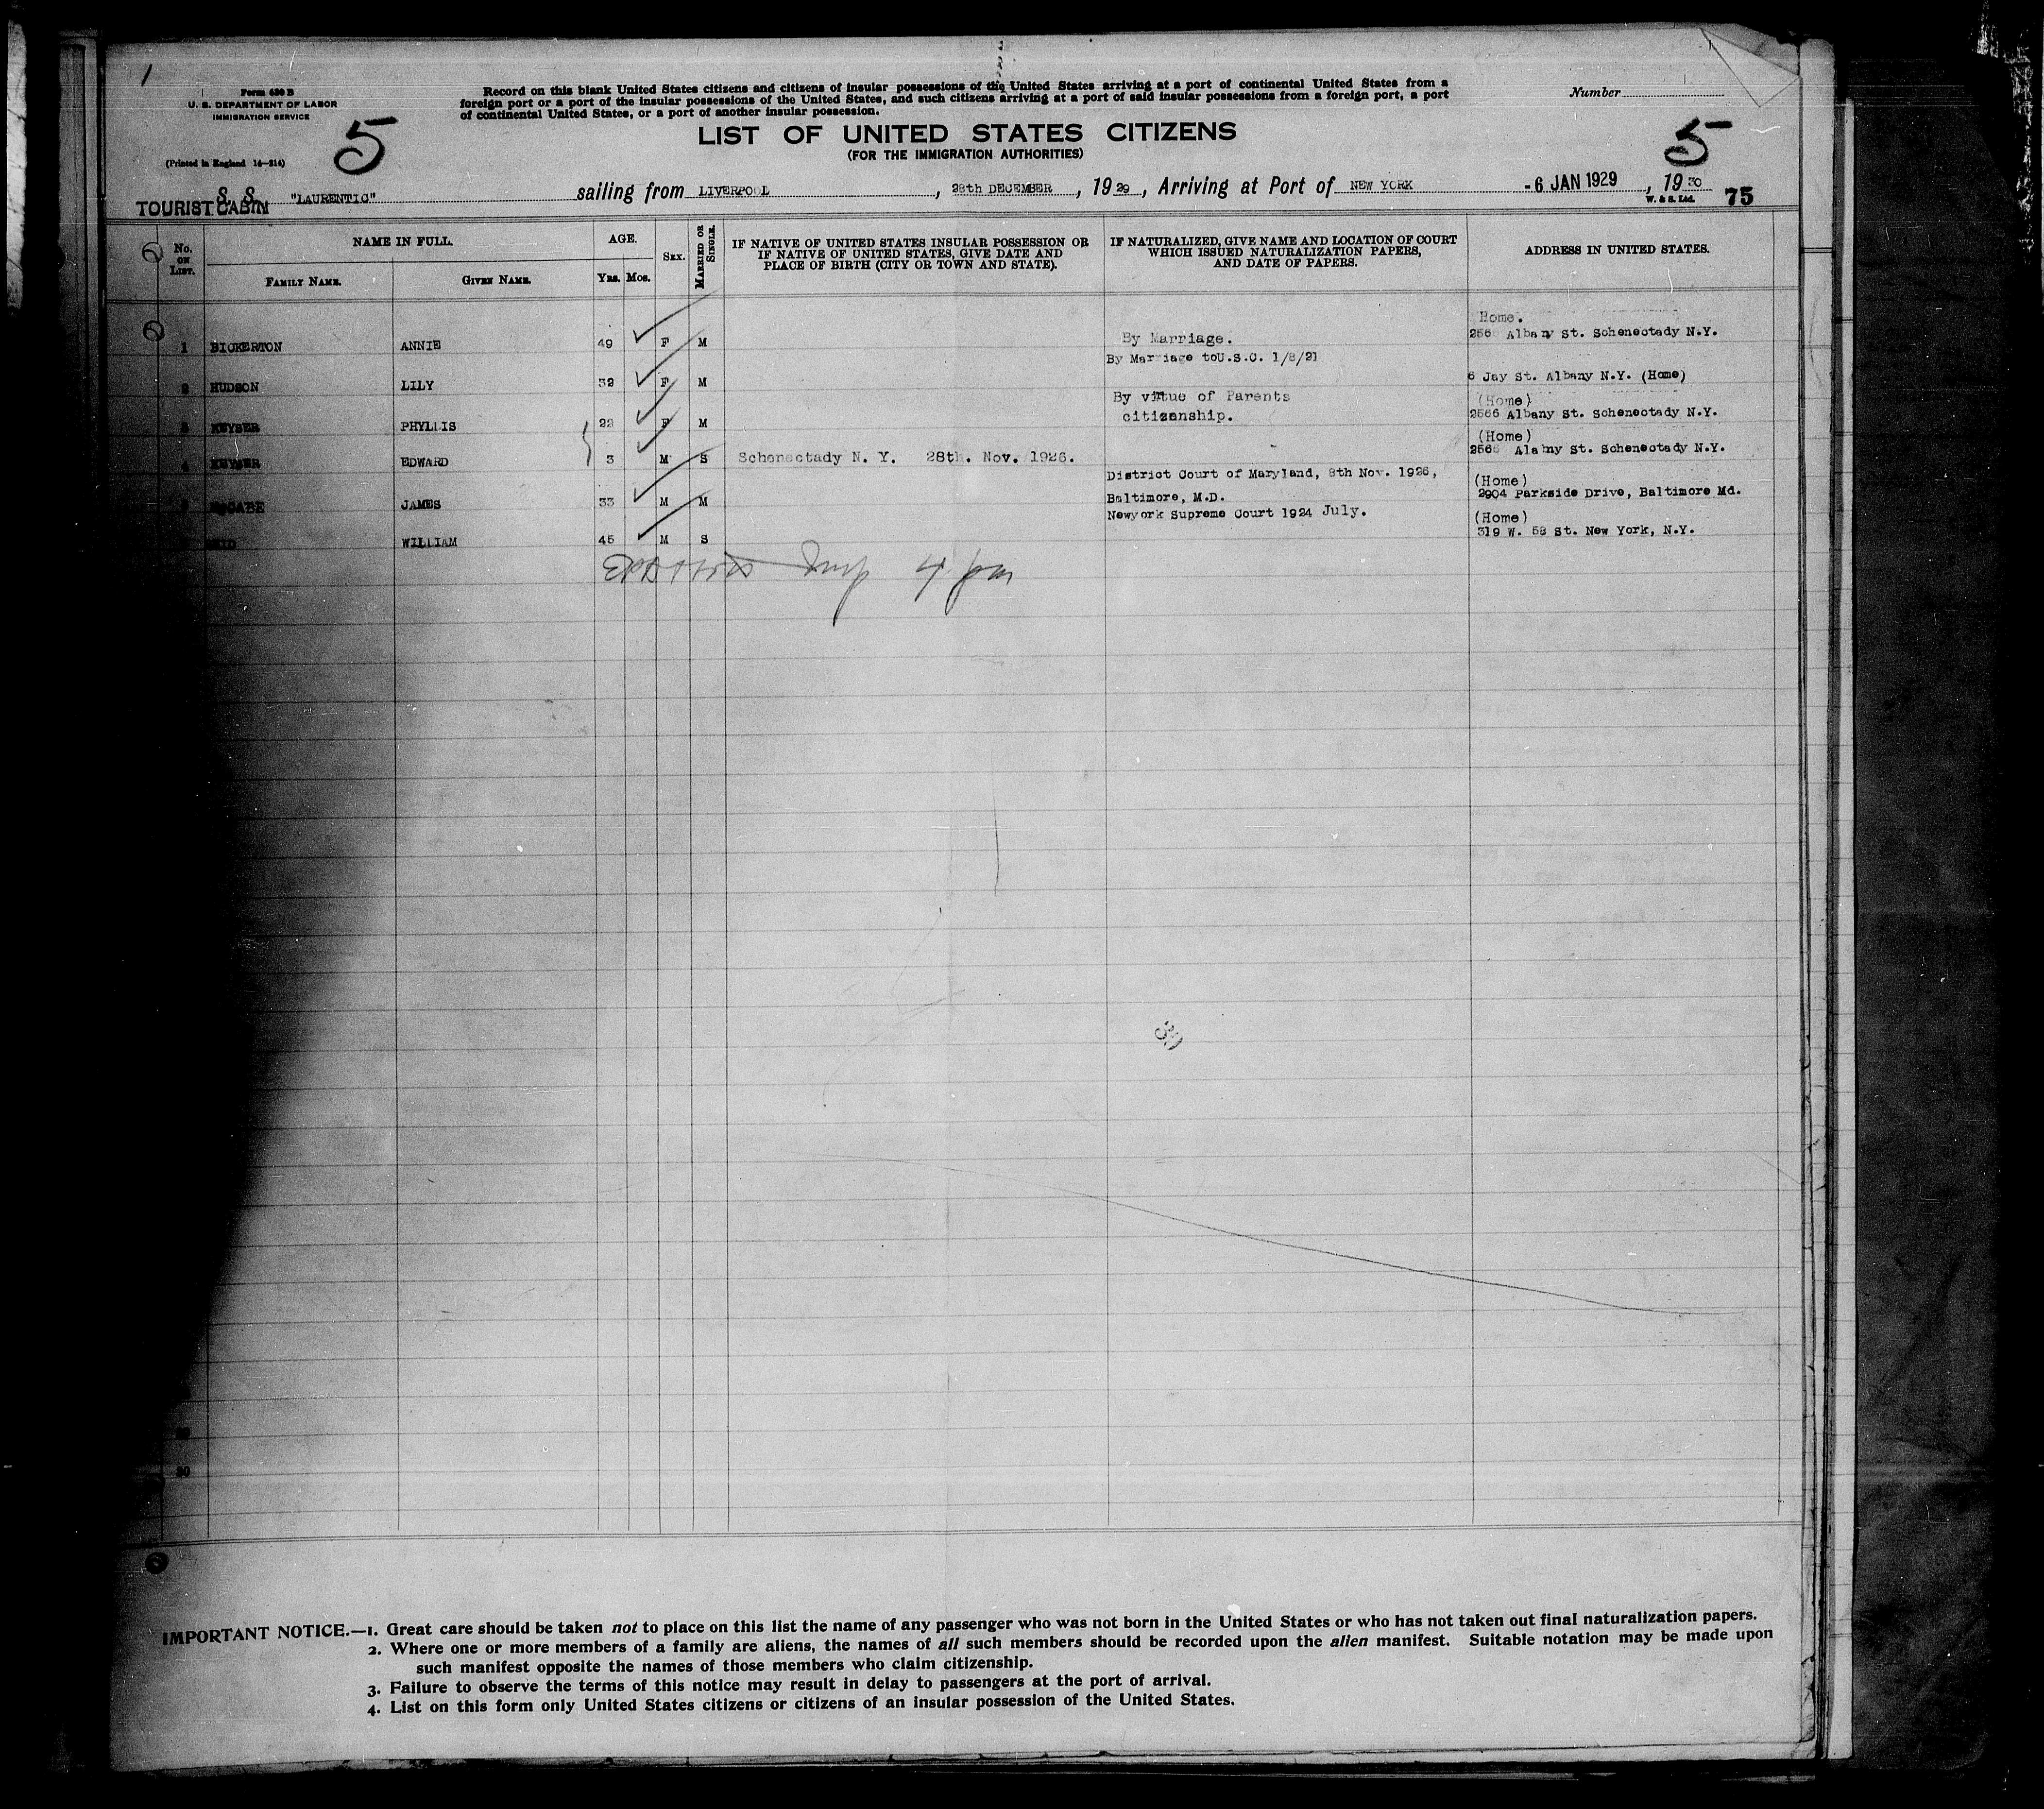 1
Form 630 B
U. S. DEPARTMENT OF LABOR
IMMIGRATION SERVICE
(Printed in England 14—214)
5
Record on this blank United States citizens and citizens of insular possessions of the United States arriving at a port of continental United States from a
foreign port or a port of the insular possessions of the United States, and such citizens arriving at a port of said insular possessions from a foreign port, a port
of continental United States, or a port of another insular possession.
LIST OF UNITED STATES CITIZENS
(FOR THE IMMIGRATION AUTHORITIES)
Number
5
S. S. "LAURENTIC" sailing from LIVERPOOL, 28th DECEMBER, 1929, Arriving at Port of NEW YORK -6 JAN 1929, 1930
TOURIST CABIN
W. & S. Ltd. 75
No. ON LIST.
NAME IN FULL.
FAMILY NAME.
GIVEN NAME.
AGE.
YRS. MOS.
SEX.
MARRIED OR SINGLE.
IF NATIVE OF UNITED STATES INSULAR POSSESSION OR
IF NATIVE OF UNITED STATES, GIVE DATE AND
PLACE OF BIRTH (CITY OR TOWN AND STATE).
IF NATURALIZED, GIVE NAME AND LOCATION OF COURT
WHICH ISSUED NATURALIZATION PAPERS,
AND DATE OF PAPERS.
ADDRESS IN UNITED STATES.
Home.
1 BICKERTON ANNIE 49 F M By Marriage. 256 Albany St. Schenectady N.Y.
By Marriage toU.S.C. 1/8/21
2 HUDSON LILY 32 F M 6 Jay St. Albany N.Y. (Home)
By virtue of Parents (Home)
3 KEYSER PHYLLIS 22 F M citizenship. 2566 Albany St. Schenectady N.Y.
(Home)
4 KEYSER EDWARD 3 M S Schenectady N. Y. 28th. Nov. 1926. 256 Alabny St. Schenectady N.Y.
District Court of Maryland, 8th Nov. 1926, (Home)
McCABE JAMES 33 M M Baltimore, M.D. 2904 Parkside Drive, Baltimore Md.
Newyork Supreme Court 1924 July. (Home)
WILLIAM 45 M S 319 W. 58 St. New York, N.Y.
4 pm
39
30
IMPORTANT NOTICE.—1. Great care should be taken not to place on this list the name of any passenger who was not born in the United States or who has not taken out final naturalization papers.
2. Where one or more members of a family are aliens, the names of all such members should be recorded upon the alien manifest. Suitable notation may be made upon
such manifest opposite the names of those members who claim citizenship.
3. Failure to observe the terms of this notice may result in delay to passengers at the port of arrival.
4. List on this form only United States citizens or citizens of an insular possession of the United States.